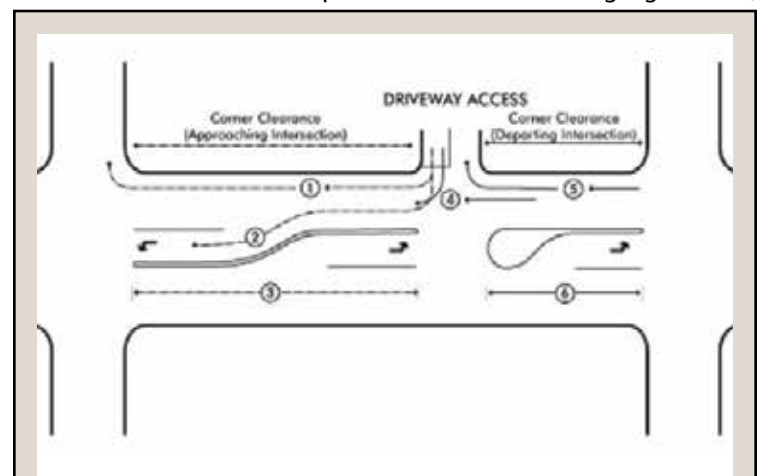 DRIVEWAY ACCESS
Corner Clearance
(Approaching Intersection)
Corner Clearance
(Departing Intersection)
1
4
5
2
3
6